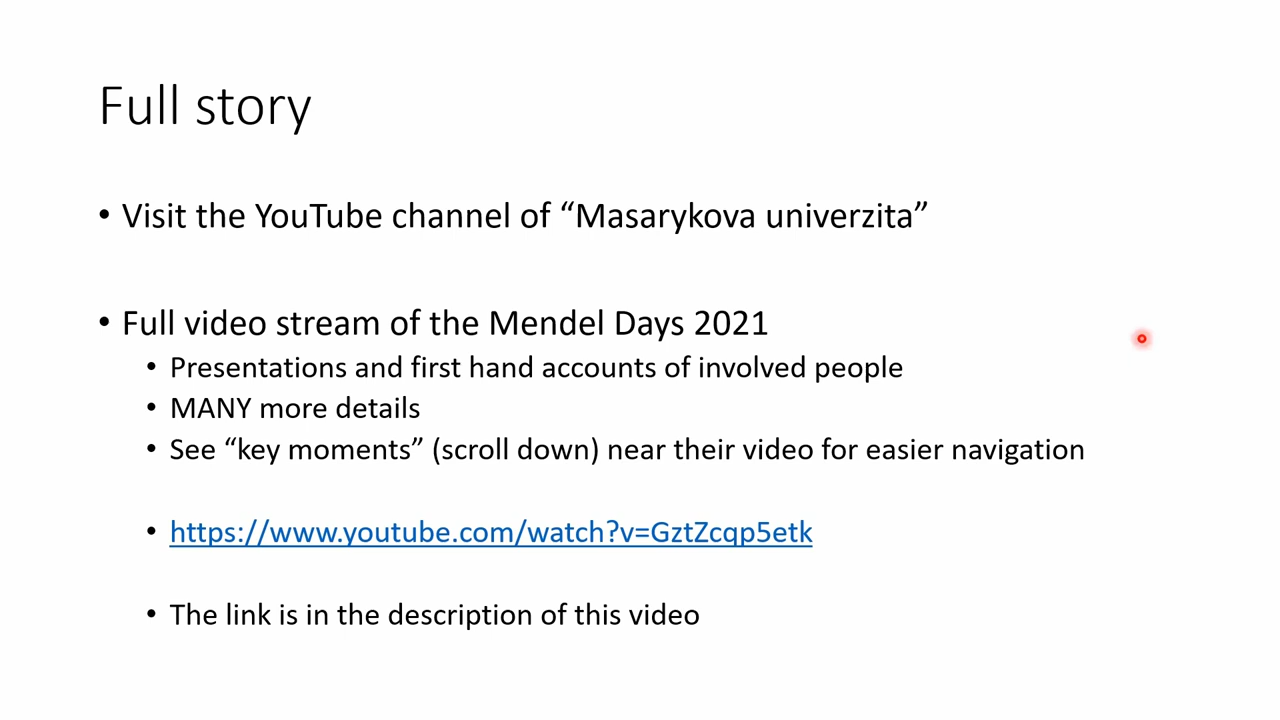 Full story
• Visit the YouTube channel of “Masarykova univerzita”
• Full video stream of the Mendel Days 2021
• Presentations and first hand accounts of involved people
• MANY more details
• See “key moments” (scroll down) near their video for easier navigation
• https://www.youtube.com/watch?v=GztZcqp5etk
• The link is in the description of this video